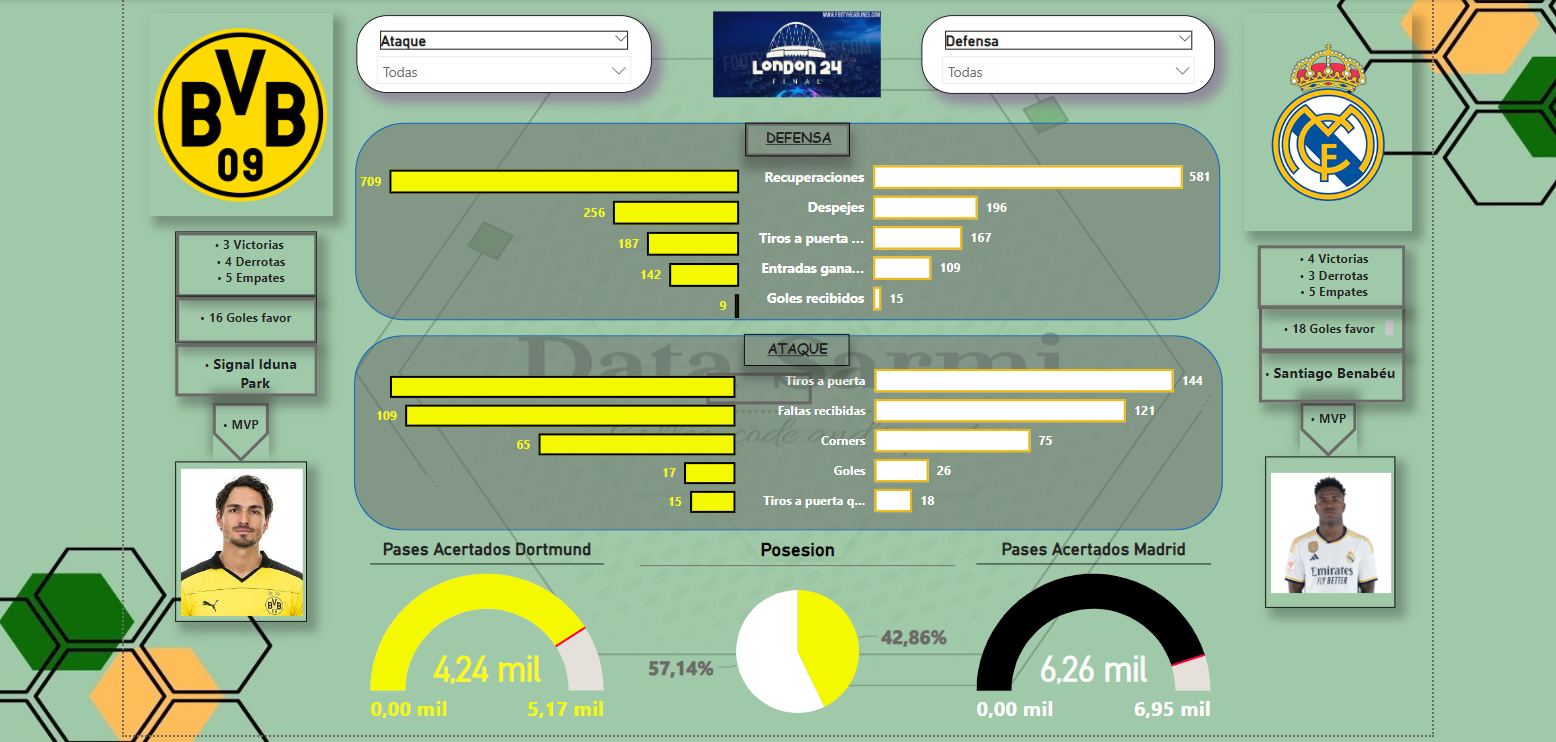 WWW.FOOTYHEADLINES.COM
Ataque
Todas
LONDON 24
FINAL
Defensa
Todas
BVB
09
DEFENSA
709
Recuperaciones
581
256
Despejes
196
187
Tiros a puerta ...
167
142
Entradas gana...
109
9
Goles recibidos
15
• 3 Victorias
• 4 Derrotas
• 5 Empates
• 16 Goles favor
• Signal Iduna
Park
• MVP
• 4 Victorias
• 3 Derrotas
• 5 Empates
• 18 Goles favor
• Santiago Benabéu
• MVP
ATAQUE
Data Sarmi
Tiros a puerta
144
109
Faltas recibidas
121
65
Corners
75
17
Goles
26
15
Tiros a puerta q...
18
BVB
09
Emirates
FLY BETTER
Pases Acertados Dortmund
4,24 mil
0,00 mil
5,17 mil
Posesion
42,86%
57,14%
Pases Acertados Madrid
6,26 mil
0,00 mil
6,95 mil